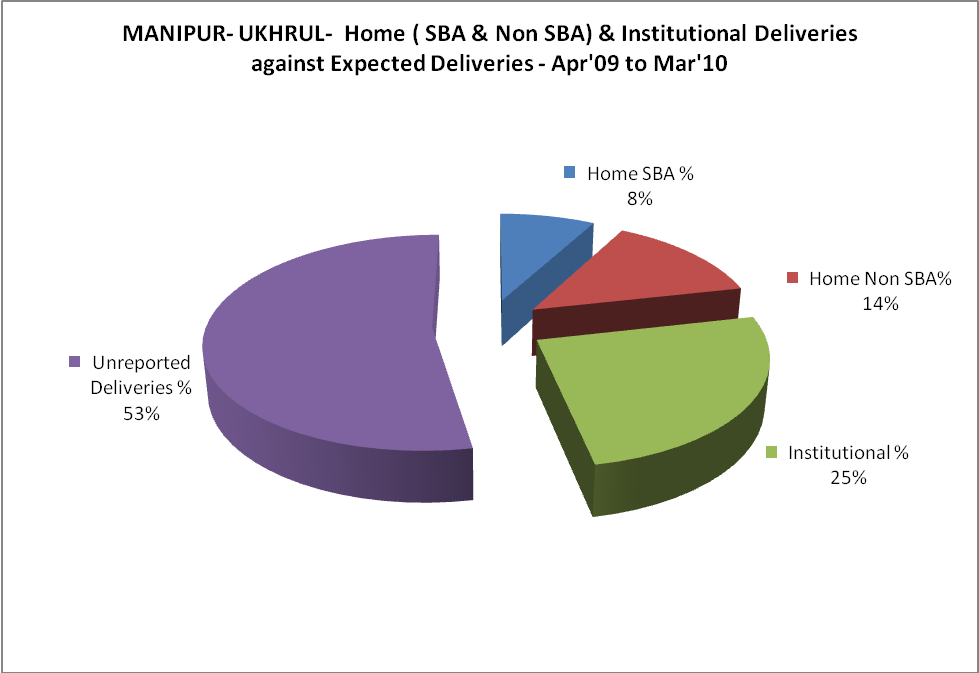 MANIPUR- UKHRUL- Home ( SBA & Non SBA) & Institutional Deliveries
against Expected Deliveries - Apr'09 to Mar'10
Home SBA %
8%
Home Non SBA%
14%
Institutional %
25%
Unreported
Deliveries %
53%